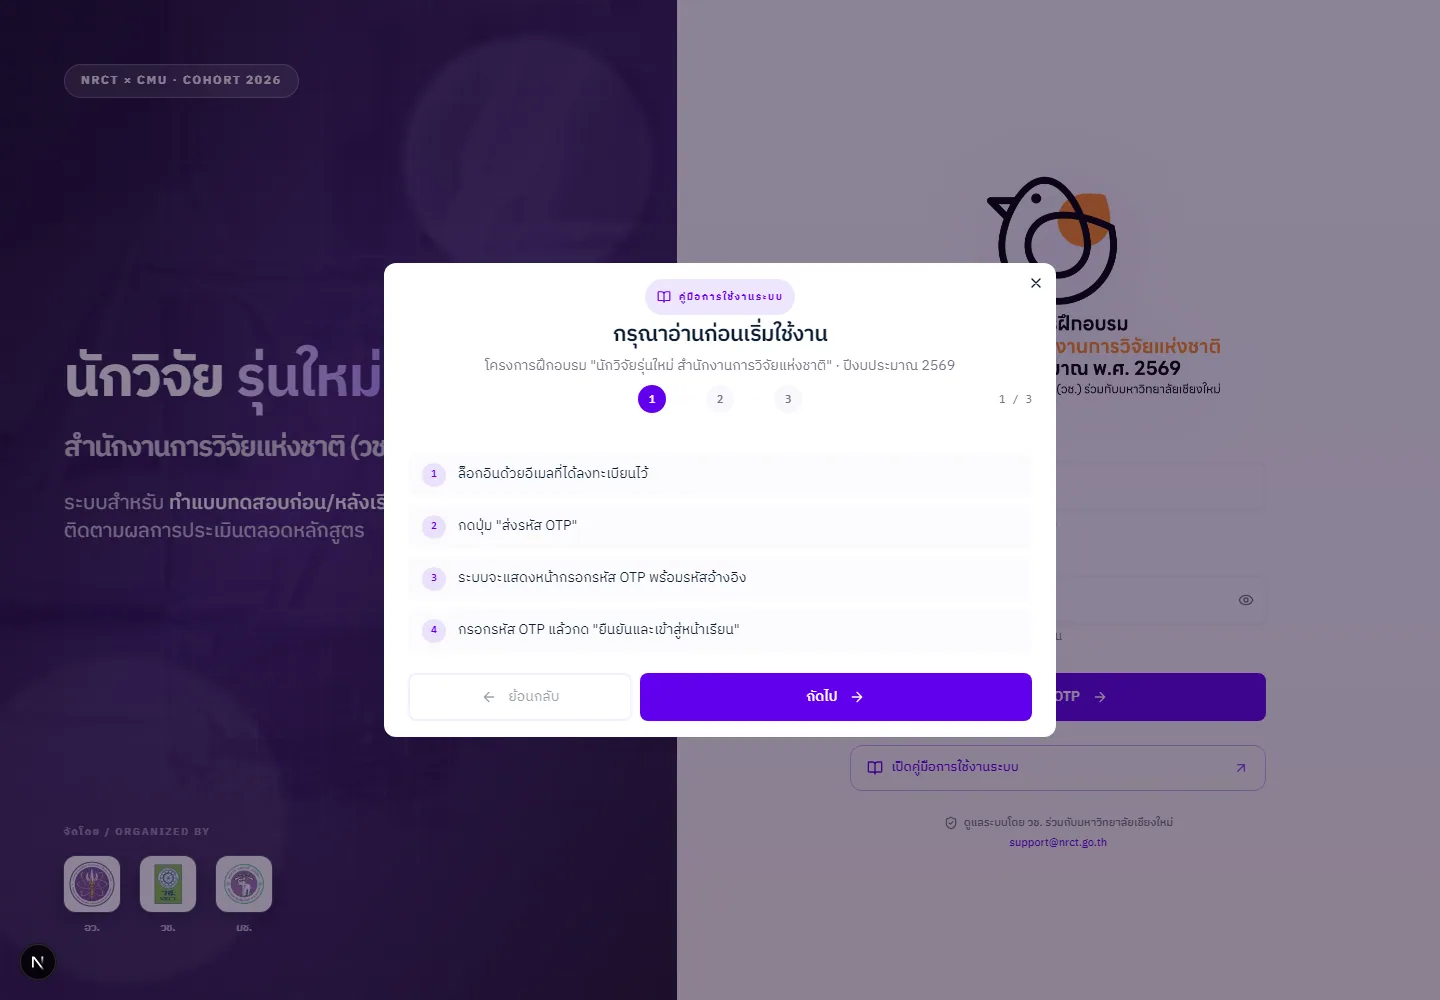 NRCT × CMU · COHORT 2026
นักวิจัย รุ่นใหม่
สำนักงานการวิจัยแห่งชาติ (วช
ระบบสำหรับ ทำแบบทดสอบก่อน/หลังเรี
ติดตามผลการประเมินตลอดหลักสูตร
จัดโดย / ORGANIZED BY
อว.
วช.
มช.
คู่มือการใช้งานระบบ
กรุณาอ่านก่อนเริ่มใช้งาน
โครงการฝึกอบรม "นักวิจัยรุ่นใหม่ สำนักงานการวิจัยแห่งชาติ" · ปีงบประมาณ 2569
1 2 3
1 / 3
1 ล็อกอินด้วยอีเมลที่ได้ลงทะเบียนไว้
2 กดปุ่ม "ส่งรหัส OTP"
3 ระบบจะแสดงหน้ากรอกรหัส OTP พร้อมรหัสอ้างอิง
4 กรอกรหัส OTP แล้วกด "ยืนยันและเข้าสู่หน้าเรียน"
ย้อนกลับ
ถัดไป
ฝึกอบรม
งานการวิจัยแห่งชาติ
าณ พ.ศ. 2569
(วช.) ร่วมกับมหาวิทยาลัยเชียงใหม่
น
OTP
เปิดคู่มือการใช้งานระบบ
ดูแลระบบโดย วช. ร่วมกับมหาวิทยาลัยเชียงใหม่
support@nrct.go.th
N